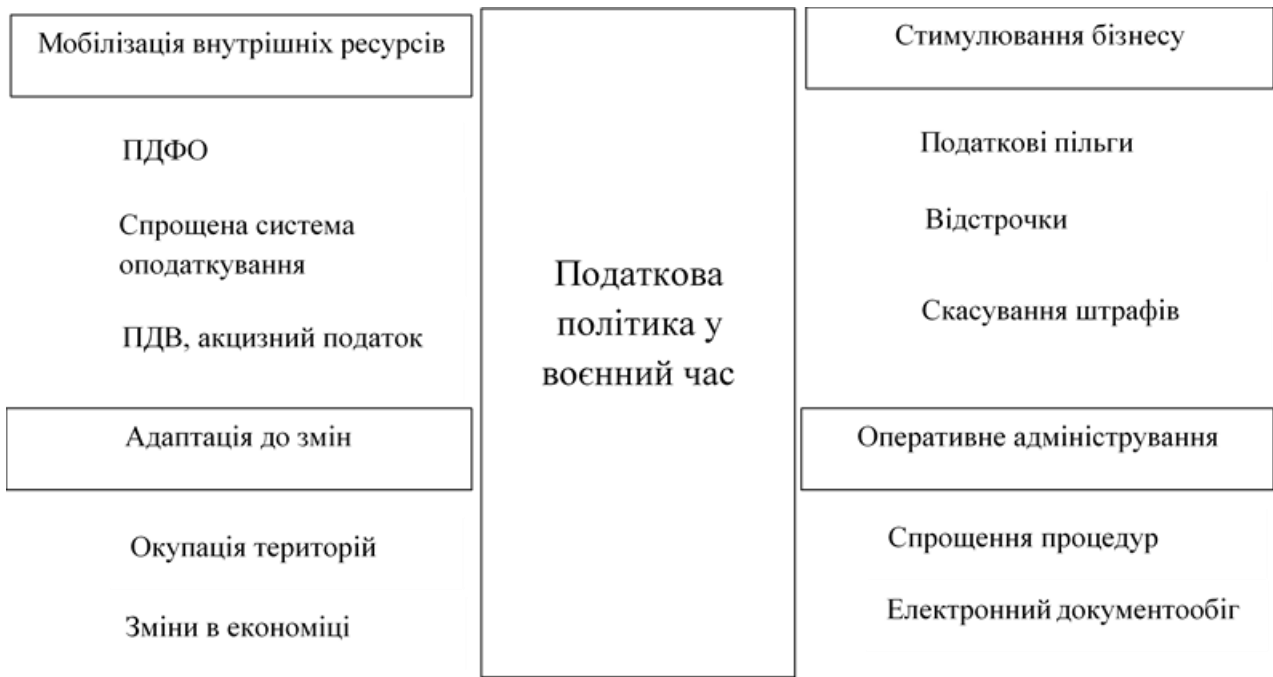 Мобілізація внутрішніх ресурсів
ПДФО
Спрощена система
оподаткування
ПДВ, акцизний податок
Адаптація до змін
Окупація територій
Зміни в економіці
Податкова
політика у
воєнний час
Стимулювання бізнесу
Податкові пільги
Відстрочки
Скасування штрафів
Оперативне адміністрування
Спрощення процедур
Електронний документообіг